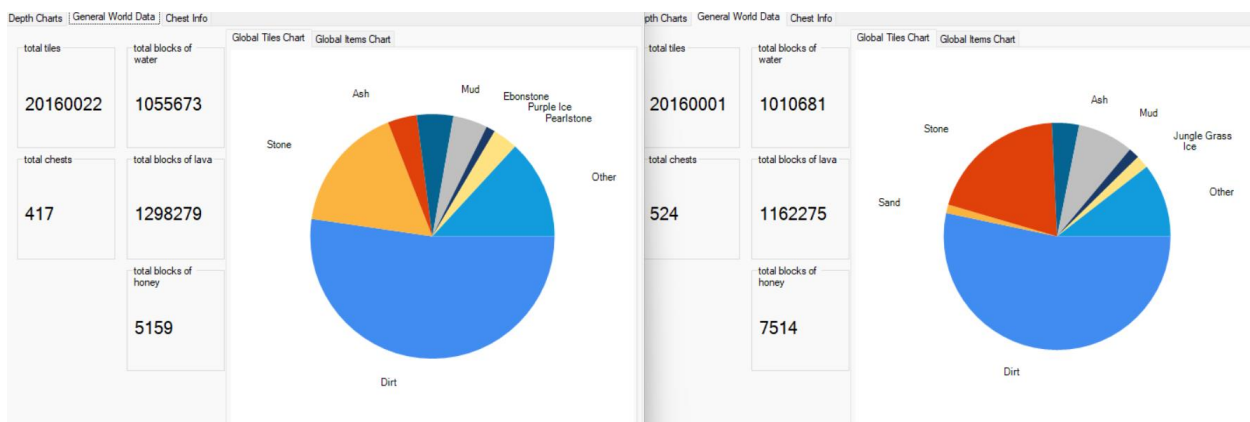 Depth Charts General World Data Chest Info
total tiles
20160022
total blocks of
water
1055673
total chests
417
total blocks of lava
1298279
total blocks of
honey
5159
Global Tiles Chart Global Items Chart
Ash
Mud
Ebonstone
Purple Ice
Pearlstone
Stone
Other
Dirt
pth Charts General World Data Chest Info
total tiles
20160001
total blocks of
water
1010681
total chests
524
total blocks of lava
1162275
total blocks of
honey
7514
Global Tiles Chart Global Items Chart
Ash
Mud
Stone
Jungle Grass
Ice
Other
Sand
Dirt